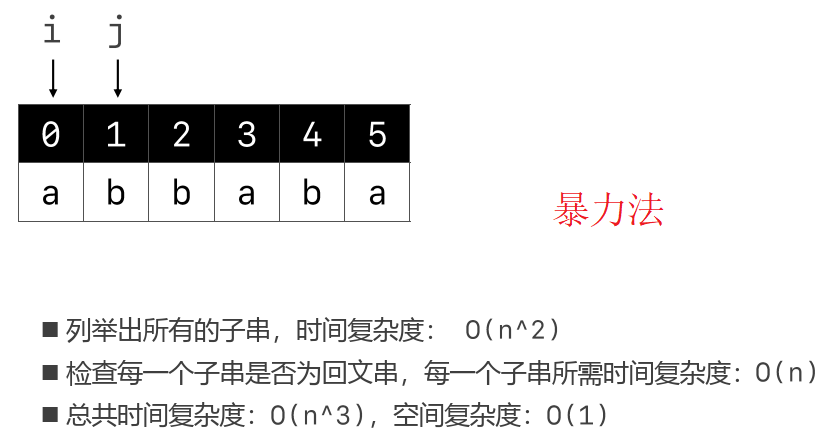 i j
0 1 2 3 4 5
a b b a b a
暴力法
■ 列举出所有的子串，时间复杂度： O(n^2)
■ 检查每一个子串是否为回文串，每一个子串所需时间复杂度：O(n)
■ 总共时间复杂度：O(n^3)，空间复杂度：O(1)